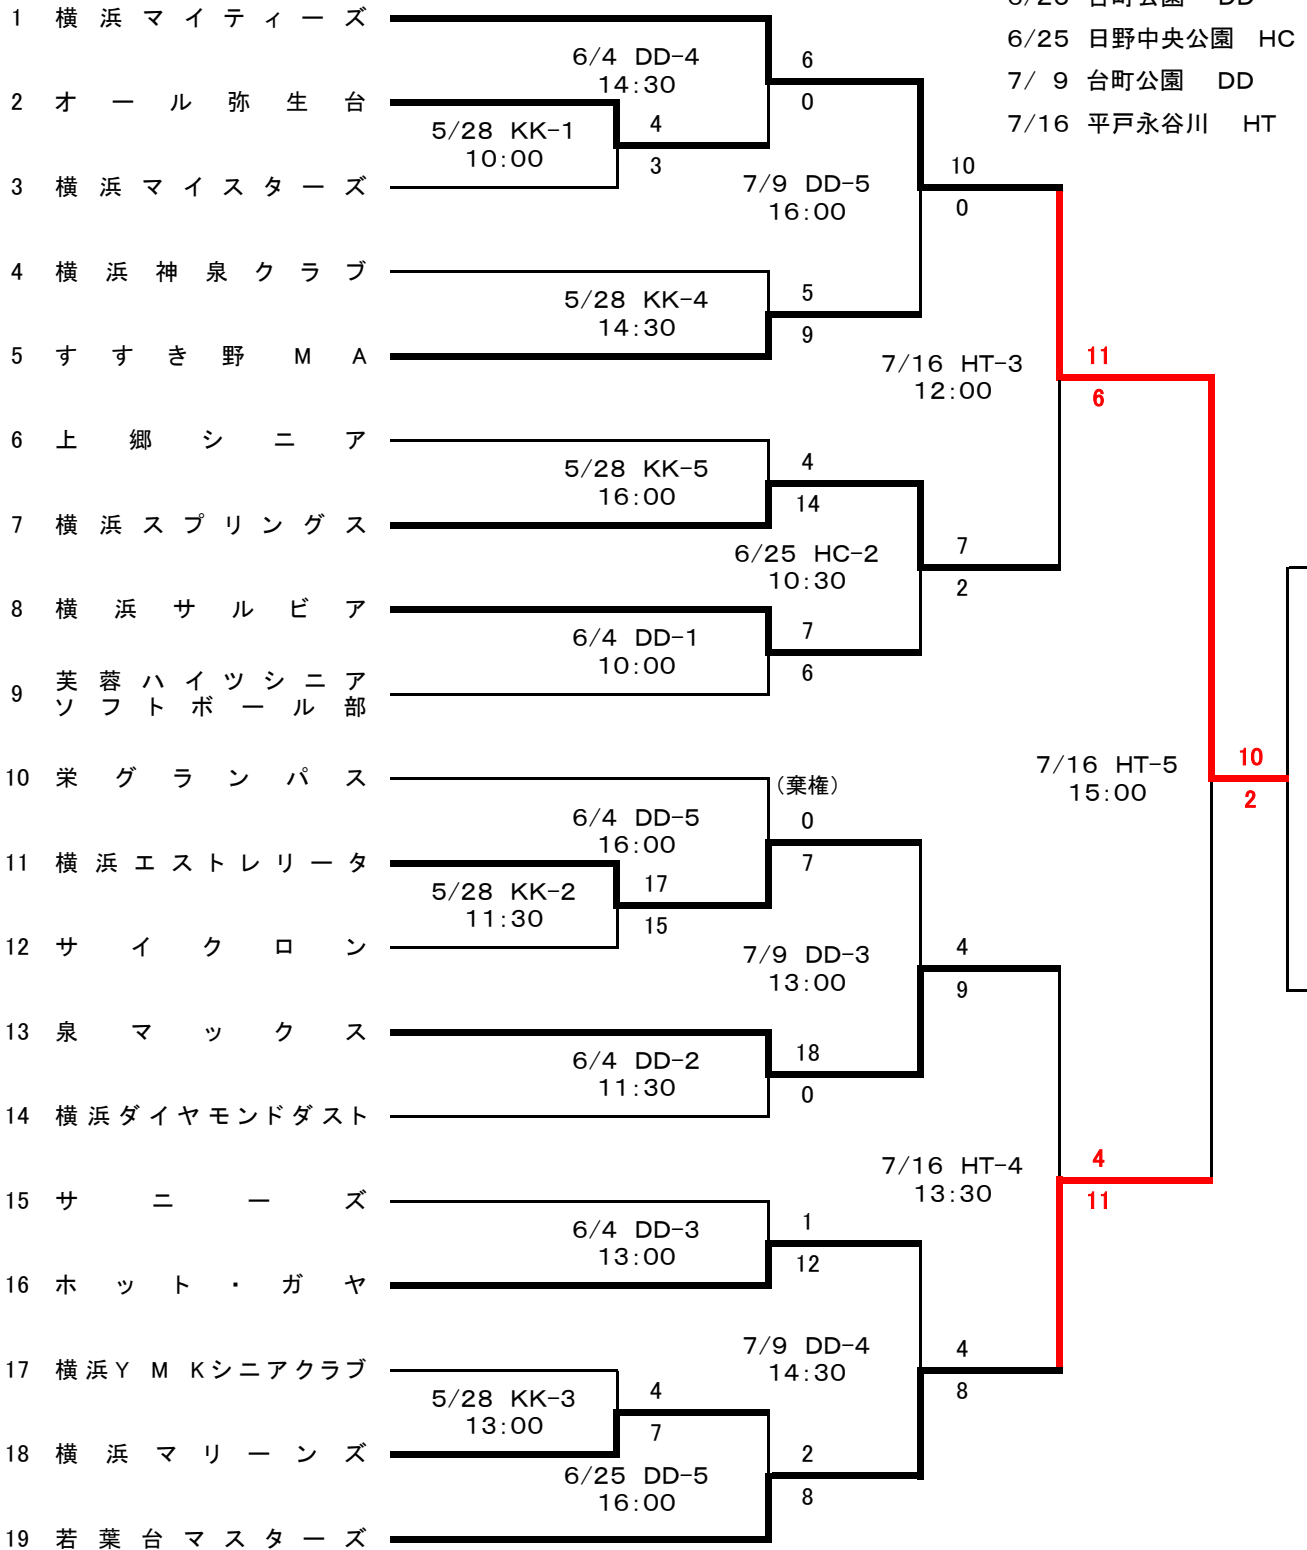 6/25 日野中央公園 HC
7/ 9 台町公園 DD
7/16 平戸永谷川 HT
1 横浜マイティーズ
6/4 DD-4
14:30
6
0
2 オール弥生台
5/28 KK-1
10:00
4
3
3 横浜マイスターズ
7/9 DD-5
16:00
10
0
4 横浜神泉クラブ
5/28 KK-4
14:30
5
9
5 すすき野MA
7/16 HT-3
12:00
11
6
6 上郷シニア
5/28 KK-5
16:00
4
14
7 横浜スプリングス
6/25 HC-2
10:30
7
2
8 横浜サルビア
6/4 DD-1
10:00
7
6
9 芙蓉ハイツシニア
ソフトボール部
10 栄グランパス
(棄権)
6/4 DD-5
16:00
0
7
7/16 HT-5
15:00
10
2
11 横浜エストレリータ
5/28 KK-2
11:30
17
15
12 サイクロン
7/9 DD-3
13:00
4
9
13 泉マックス
6/4 DD-2
11:30
18
0
14 横浜ダイヤモンドダスト
7/16 HT-4
13:30
4
11
15 サニーズ
6/4 DD-3
13:00
1
12
16 ホット・ガヤ
7/9 DD-4
14:30
4
8
17 横浜YMKシニアクラブ
5/28 KK-3
13:00
4
7
18 横浜マリーンズ
6/25 DD-5
16:00
2
8
19 若葉台マスターズ